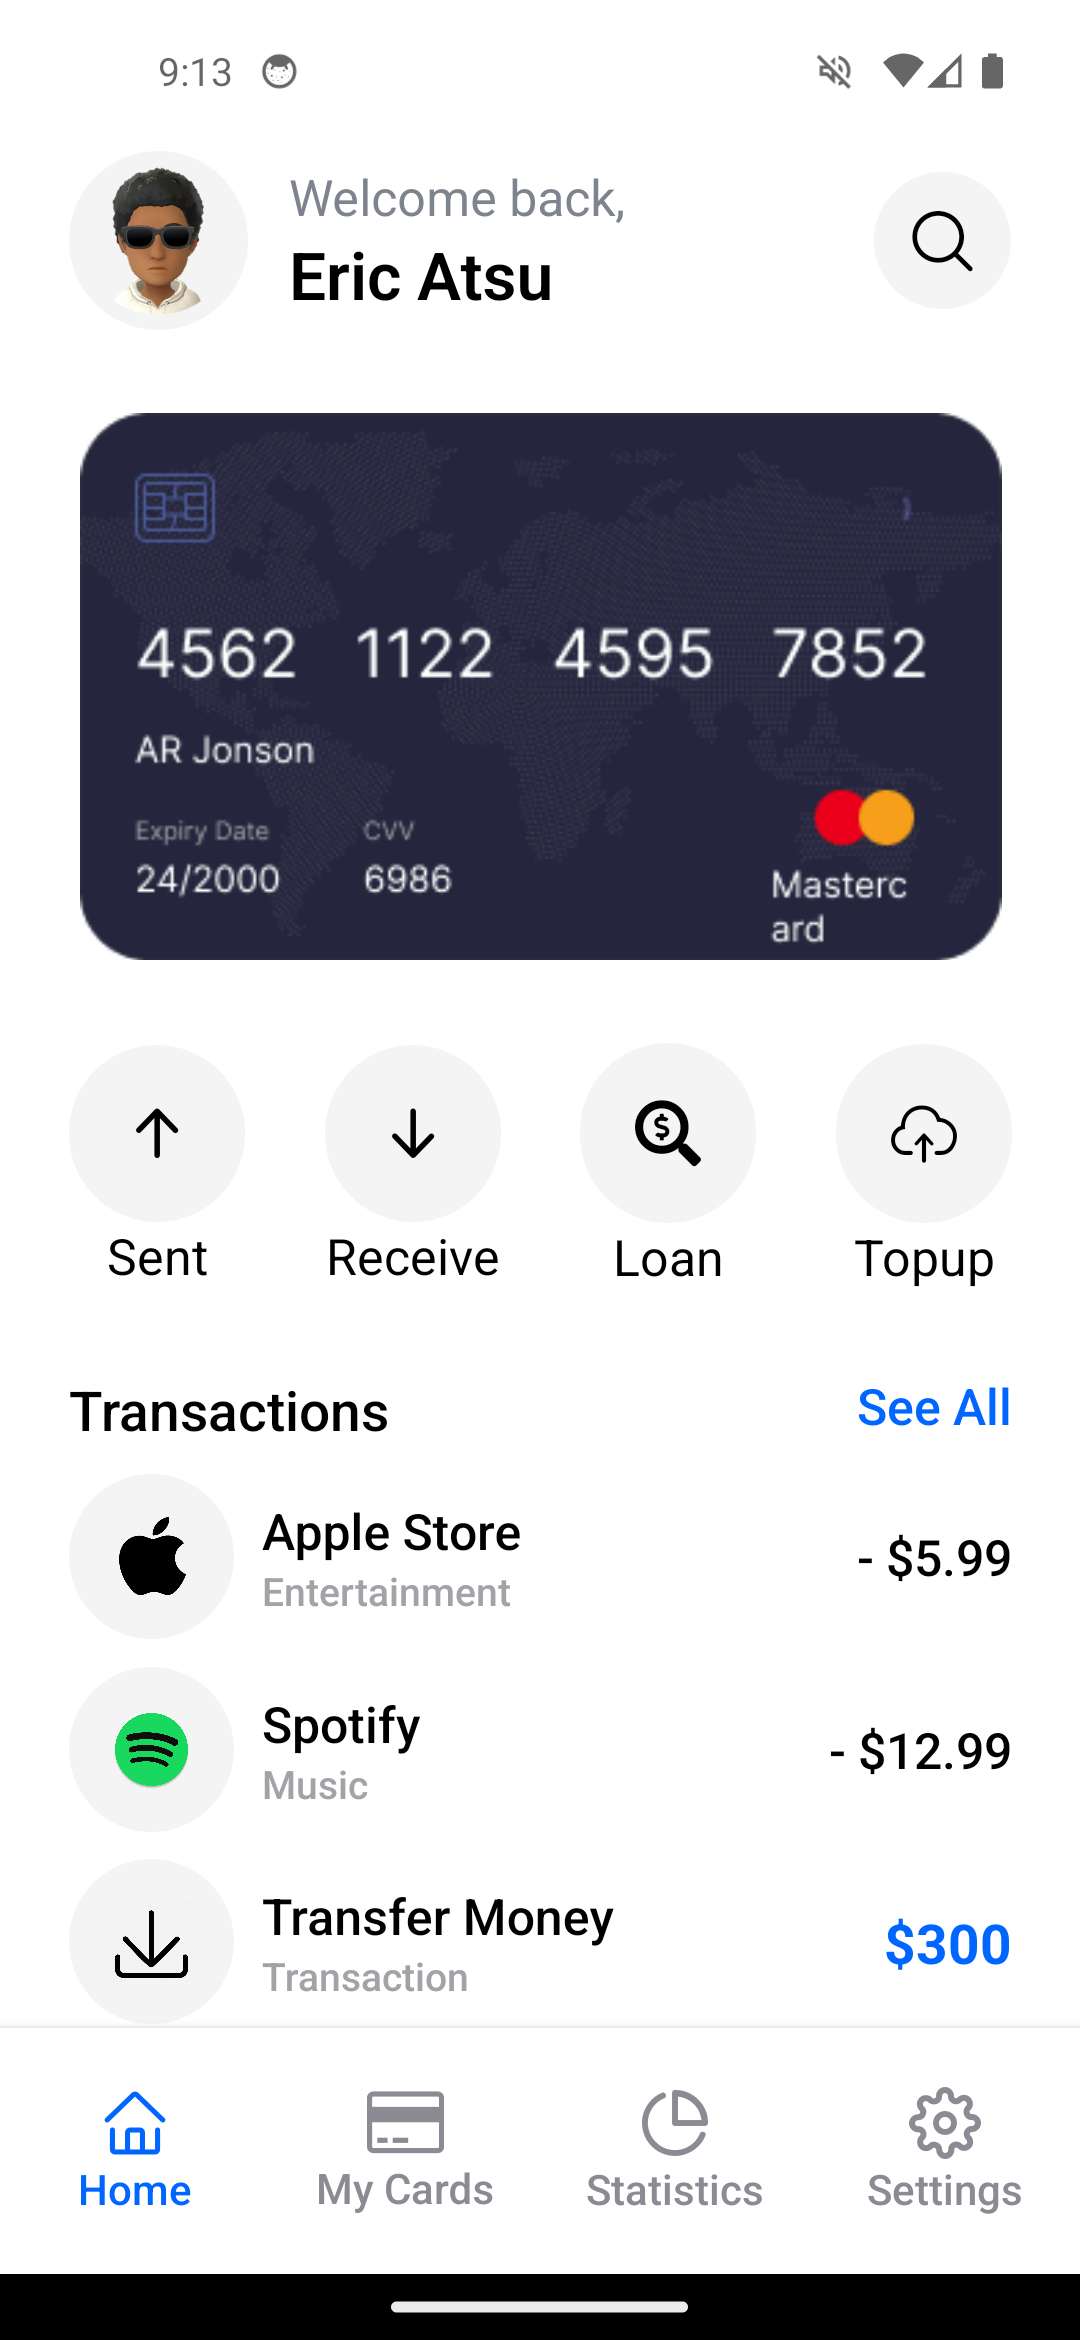 9:13
Welcome back,
Eric Atsu
4562 1122 4595 7852
AR Jonson
Expiry Date CVV
24/2000 6986
Masterc
ard
Sent Receive Loan Topup
Transactions See All
Apple Store
Entertainment
- $5.99
Spotify
Music
- $12.99
Transfer Money
Transaction
$300
Home My Cards Statistics Settings